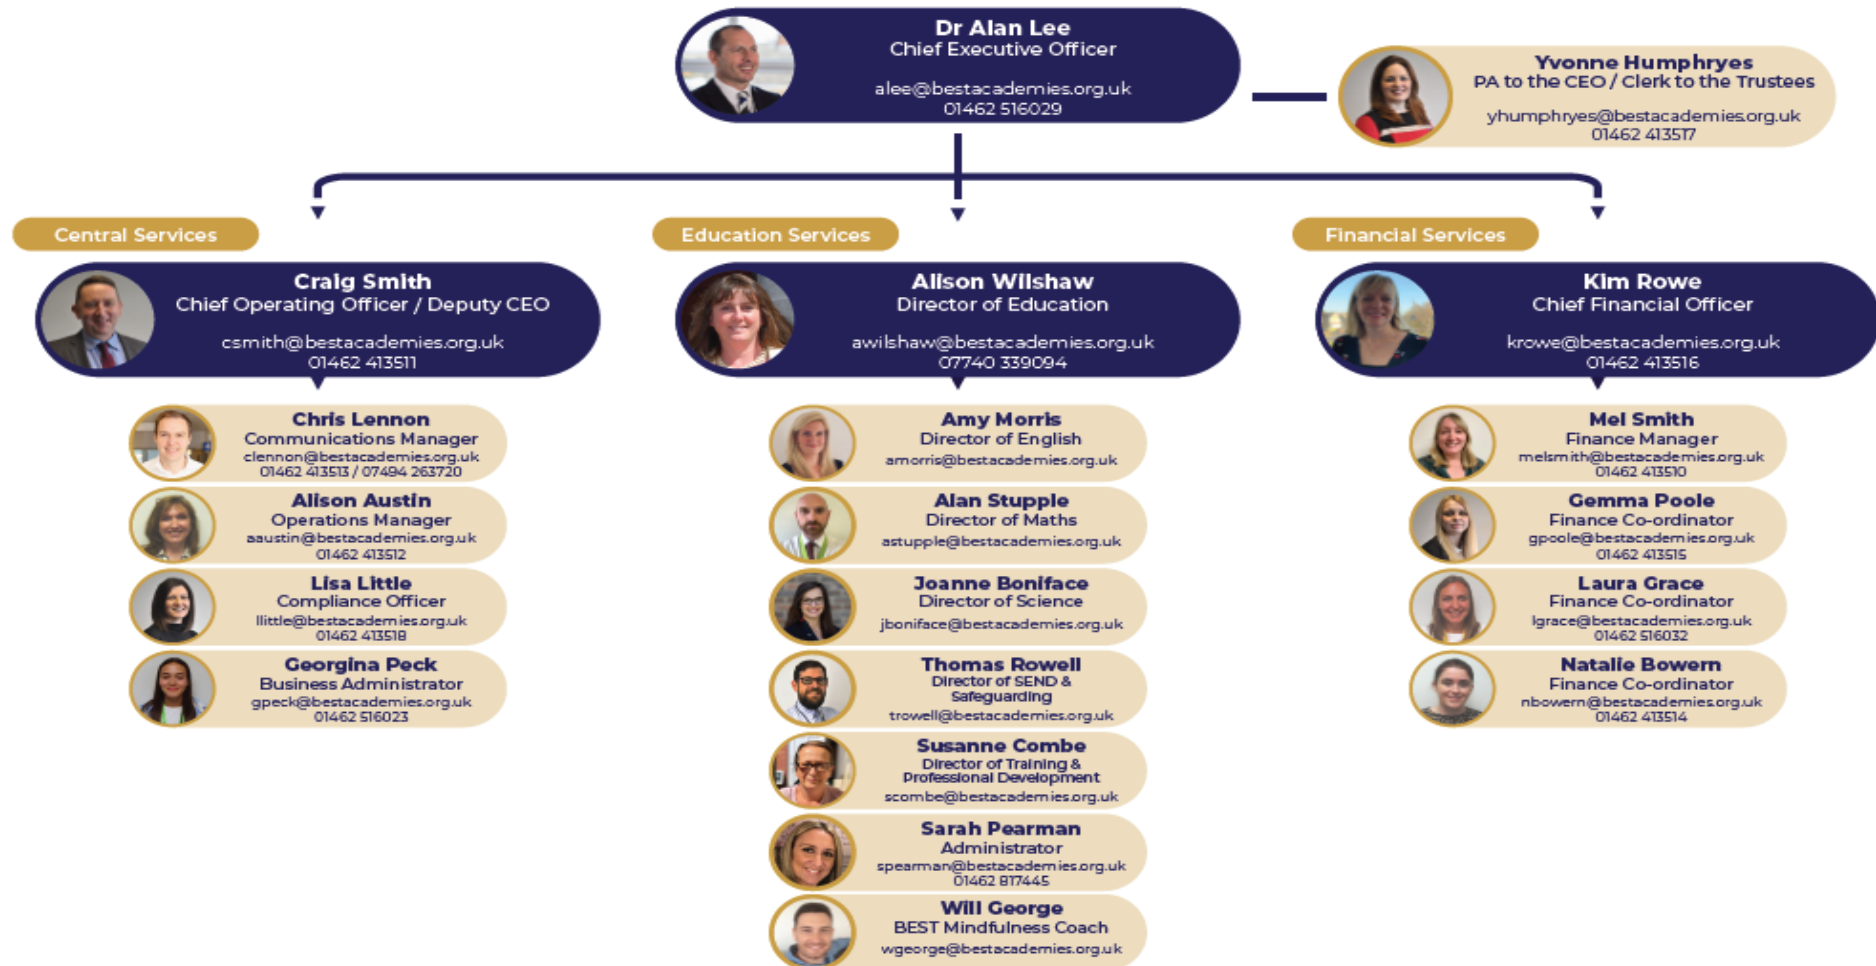 Dr Alan Lee
Chief Executive Officer
alee@bestacademies.org.uk
01462 516029
Yvonne Humphryes
PA to the CEO / Clerk to the Trustees
yhumphryes@bestacademies.org.uk
01462 413517
Central Services
Craig Smith
Chief Operating Officer / Deputy CEO
csmith@bestacademies.org.uk
01462 413511
Chris Lennon
Communications Manager
clennon@bestacademies.org.uk
01462 413513 / 07494 263720
Alison Austin
Operations Manager
aaustin@bestacademies.org.uk
01462 413512
Lisa Little
Compliance Officer
llittle@bestacademies.org.uk
01462 413518
Georgina Peck
Business Administrator
gpeck@bestacademies.org.uk
01462 516023
Education Services
Alison Wilshaw
Director of Education
awilshaw@bestacademies.org.uk
07740 339094
Amy Morris
Director of English
amorris@bestacademies.org.uk
Alan Stupple
Director of Maths
astupple@bestacademies.org.uk
Joanne Boniface
Director of Science
jboniface@bestacademies.org.uk
Thomas Rowell
Director of SEND &
Safeguarding
trowell@bestacademies.org.uk
Susanne Combe
Director of Training &
Professional Development
scombe@bestacademies.org.uk
Sarah Pearman
Administrator
spearman@bestacademies.org.uk
01462 817445
Will George
BEST Mindfulness Coach
wgeorge@bestacademies.org.uk
Financial Services
Kim Rowe
Chief Financial Officer
krowe@bestacademies.org.uk
01462 413516
Mel Smith
Finance Manager
melsmith@bestacademies.org.uk
01462 413510
Gemma Poole
Finance Co-ordinator
gpoole@bestacademies.org.uk
01462 413515
Laura Grace
Finance Co-ordinator
lgrace@bestacademies.org.uk
01462 516032
Natalie Bowern
Finance Co-ordinator
nbowern@bestacademies.org.uk
01462 413514